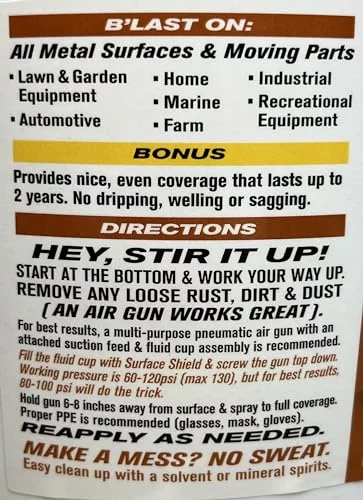 B'LAST ON:
All Metal Surfaces & Moving Parts
• Lawn & Garden Equipment
• Automotive
• Home
• Marine
• Farm
• Industrial
• Recreational Equipment
BONUS
Provides nice, even coverage that lasts up to
2 years. No dripping, welling or sagging.
DIRECTIONS
HEY, STIR IT UP!
START AT THE BOTTOM & WORK YOUR WAY UP.
REMOVE ANY LOOSE RUST, DIRT & DUST
(AN AIR GUN WORKS GREAT).
For best results, a multi-purpose pneumatic air gun with an
attached suction feed & fluid cup assembly is recommended.
Fill the fluid cup with Surface Shield & screw the gun top down.
Working pressure is 60-120psi (max 130), but for best results,
80-100 psi will do the trick.
Hold gun 6-8 inches away from surface & spray to full coverage.
Proper PPE is recommended (glasses, mask, gloves).
REAPPLY AS NEEDED.
MAKE A MESS? NO SWEAT.
Easy clean up with a solvent or mineral spirits.